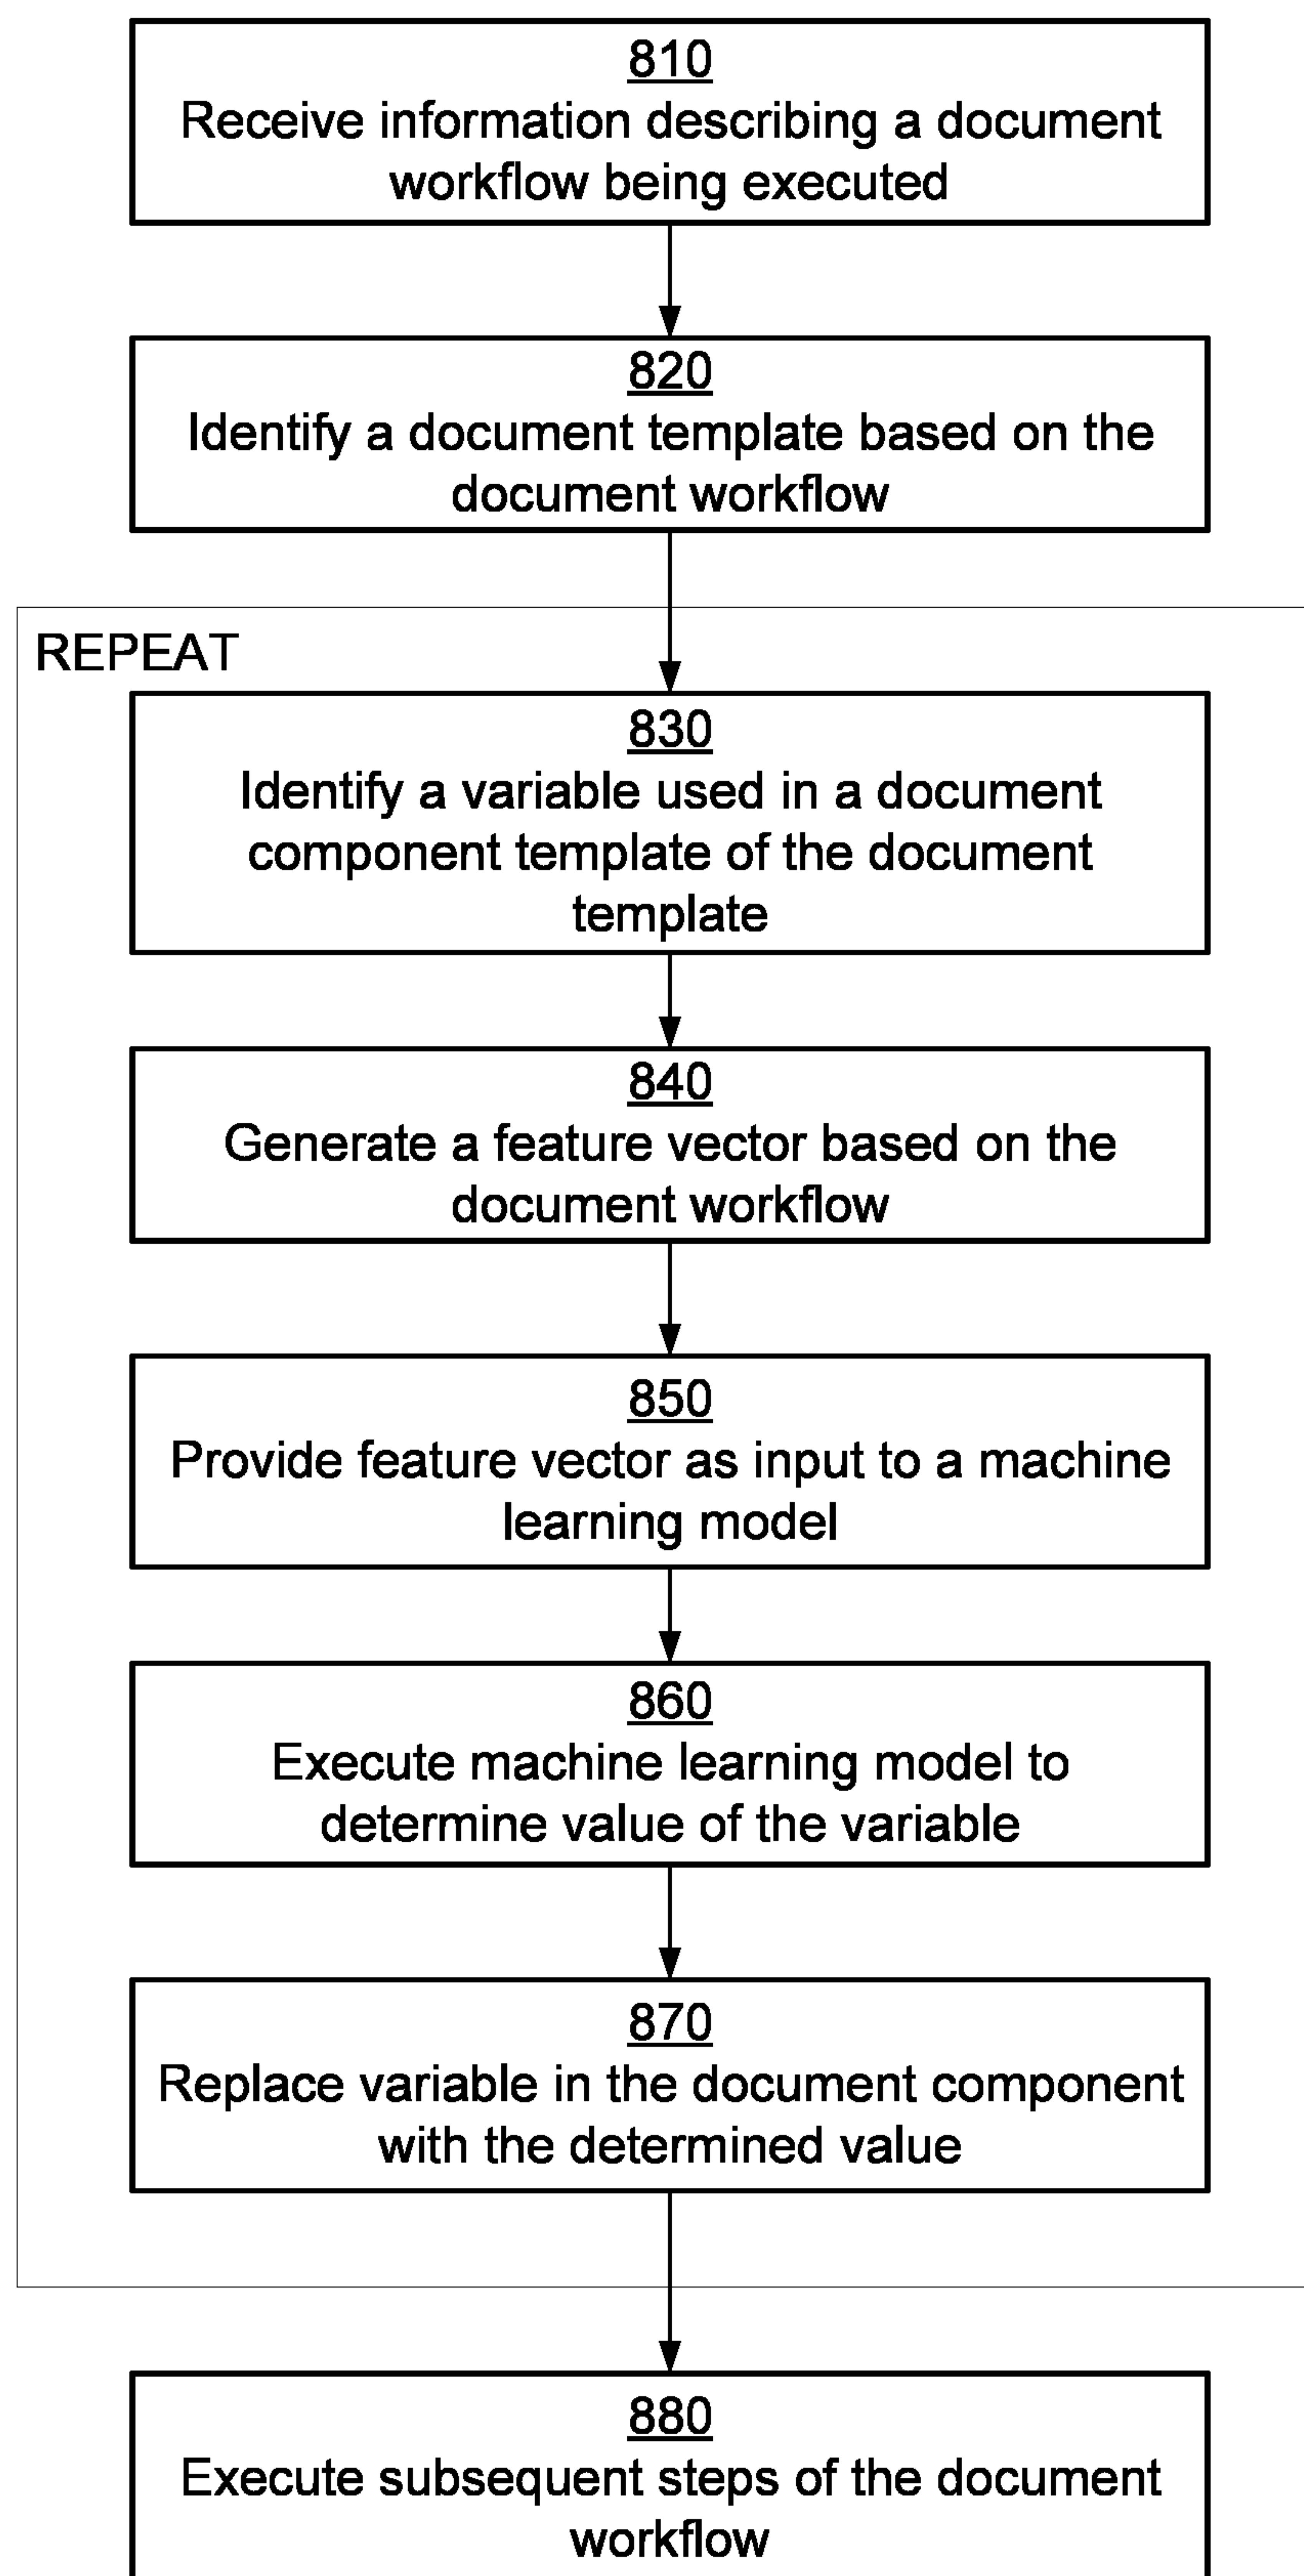 810
Receive information describing a document
workflow being executed
820
Identify a document template based on the
document workflow
REPEAT
830
Identify a variable used in a document
component template of the document
template
840
Generate a feature vector based on the
document workflow
850
Provide feature vector as input to a machine
learning model
860
Execute machine learning model to
determine value of the variable
870
Replace variable in the document component
with the determined value
880
Execute subsequent steps of the document
workflow